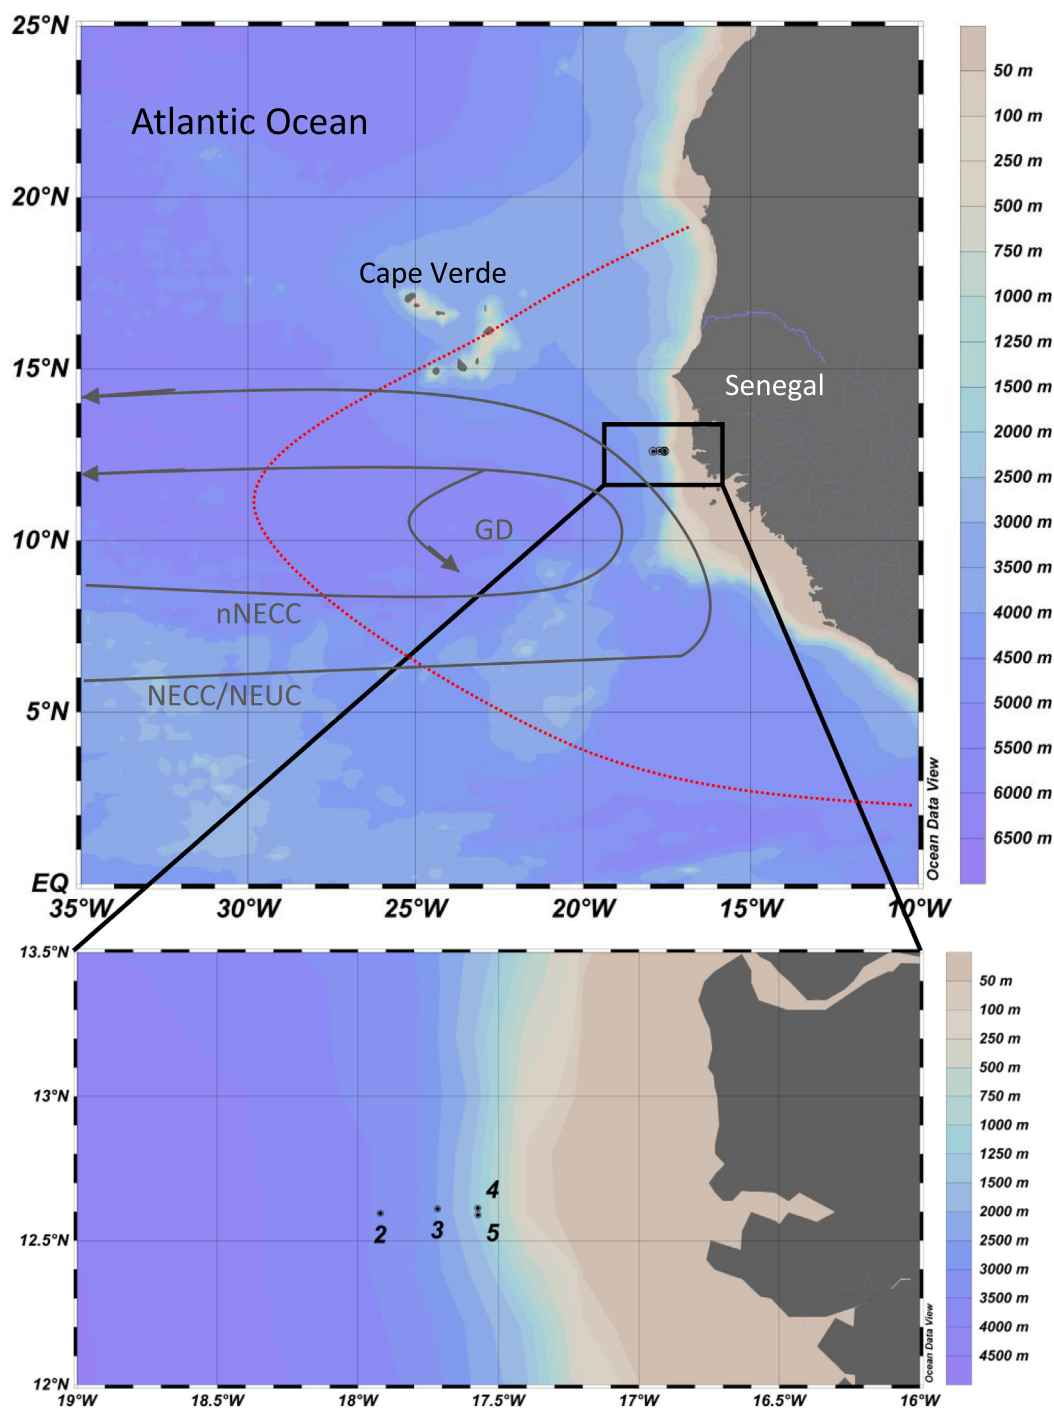 25°N
20°N
15°N
10°N
5°N
EQ
35°W
30°W
25°W
20°W
15°W
10°W
Atlantic Ocean
Cape Verde
Senegal
GD
nNECC
NECC/NEUC
Ocean Data View
50 m
100 m
250 m
500 m
750 m
1000 m
1250 m
1500 m
2000 m
2500 m
3000 m
3500 m
4000 m
4500 m
5000 m
5500 m
6000 m
6500 m
13.5°N
13°N
12.5°N
12°N
19°W
18.5°W
18°W
17.5°W
17°W
16.5°W
16°W
2
3
4
5
Ocean Data View
50 m
100 m
250 m
500 m
750 m
1000 m
1250 m
1500 m
2000 m
2500 m
3000 m
3500 m
4000 m
4500 m